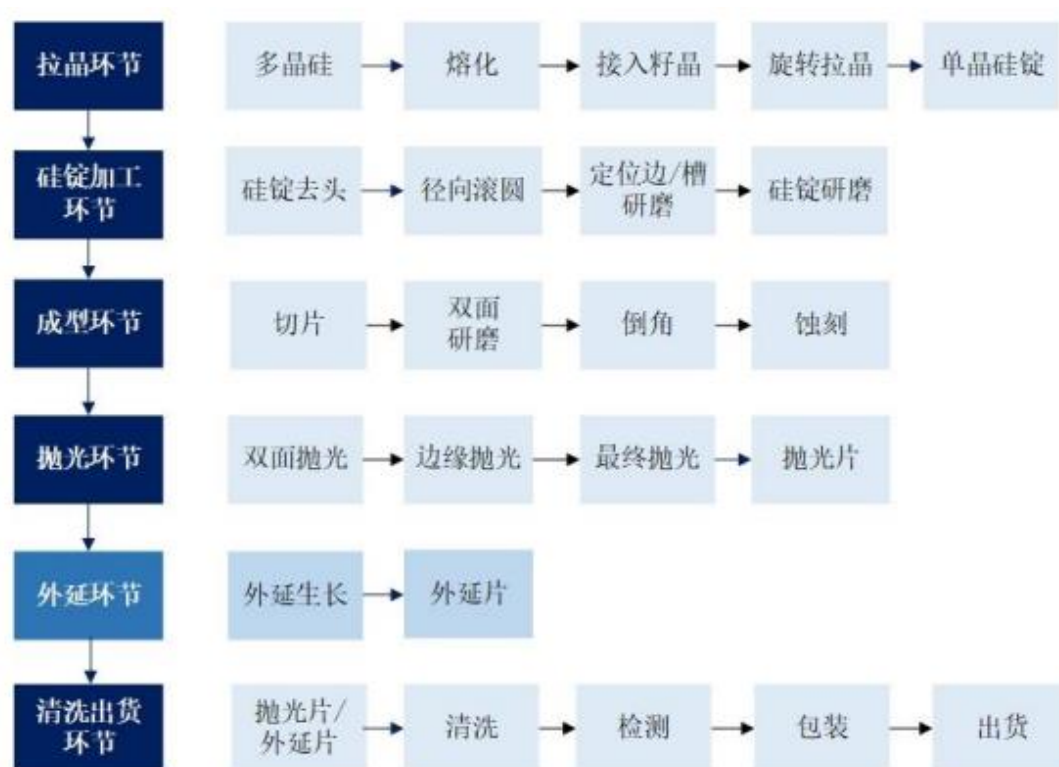 拉晶环节
多晶硅
熔化
接入籽晶
旋转拉晶
单晶硅锭
硅锭加工
环节
硅锭去头
径向滚圆
定位边/槽
研磨
硅锭研磨
成型环节
切片
双面
研磨
倒角
蚀刻
抛光环节
双面抛光
边缘抛光
最终抛光
抛光片
外延环节
外延生长
外延片
清洗出货
环节
抛光片/
外延片
清洗
检测
包装
出货